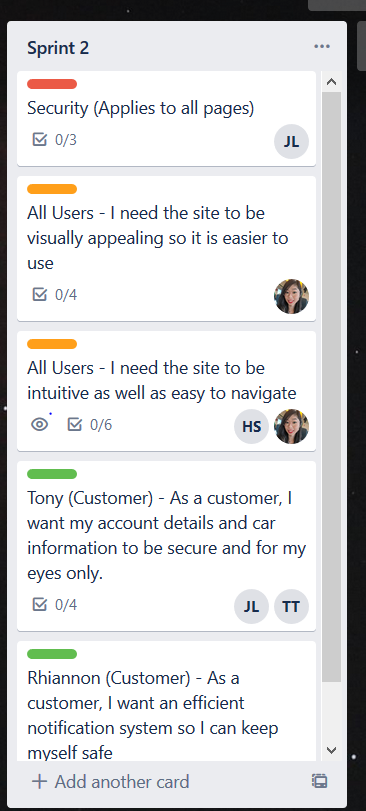 Sprint 2
Security (Applies to all pages)
0/3
JL
All Users - I need the site to be
visually appealing so it is easier to
use
0/4
All Users - I need the site to be
intuitive as well as easy to navigate
0/6
HS
Tony (Customer) - As a customer, I
want my account details and car
information to be secure and for my
eyes only.
0/4
JL TT
Rhiannon (Customer) - As a
customer, I want an efficient
notification system so I can keep
myself safe
+ Add another card